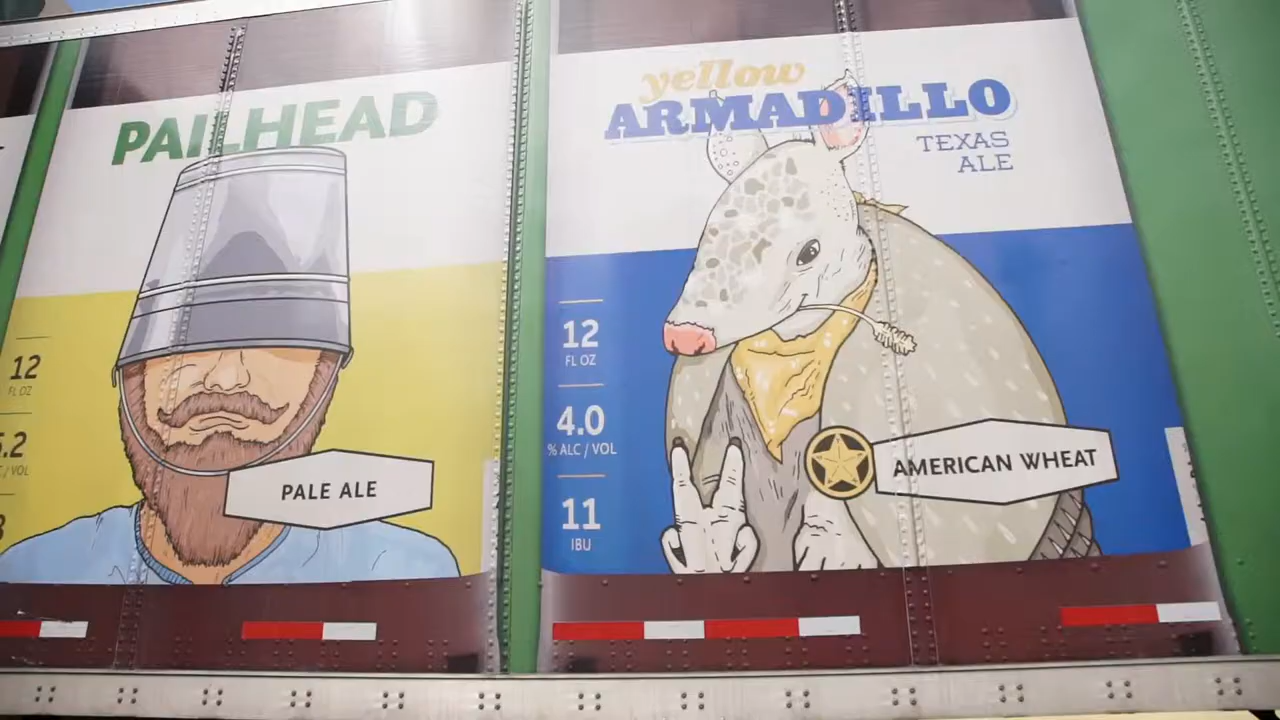 PAILHEAD
12
FL OZ
PALE ALE
yellow
ARMADILLO
TEXAS
ALE
12
FL OZ
4.0
% ALC / VOL
11
IBU
AMERICAN WHEAT